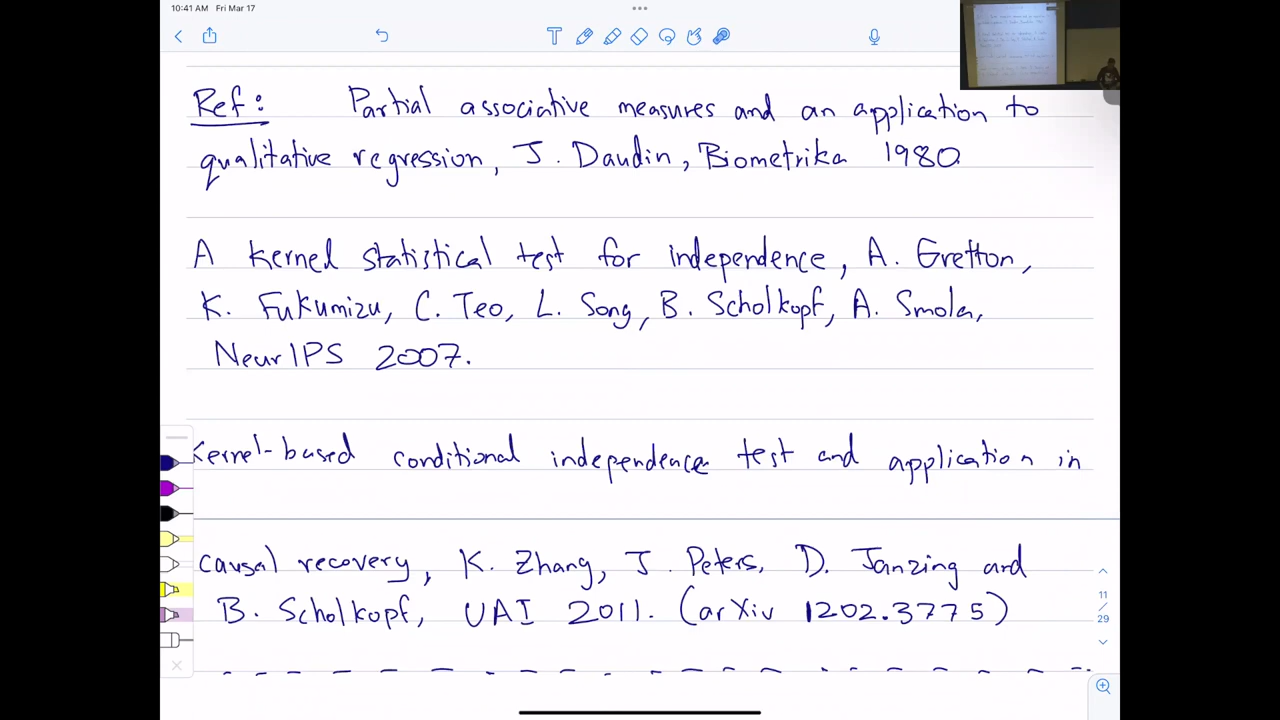 10:41 AM Fri Mar 17
Ref: Partial associative measures and an application to
qualitative regression, J. Daudin, Biometrika 1980
A kernel statistical test for independence, A. Gretton,
K. Fukumizu, C. Teo, L. Song, B. Scholkopf, A. Smola,
NeurIPS 2007.
Kernel-based conditional independence test and application in
causal recovery, K. Zhang, J. Peters, D. Janzing and
B. Scholkopf, UAI 2011. (arXiv 1202.3775)
11
/
29